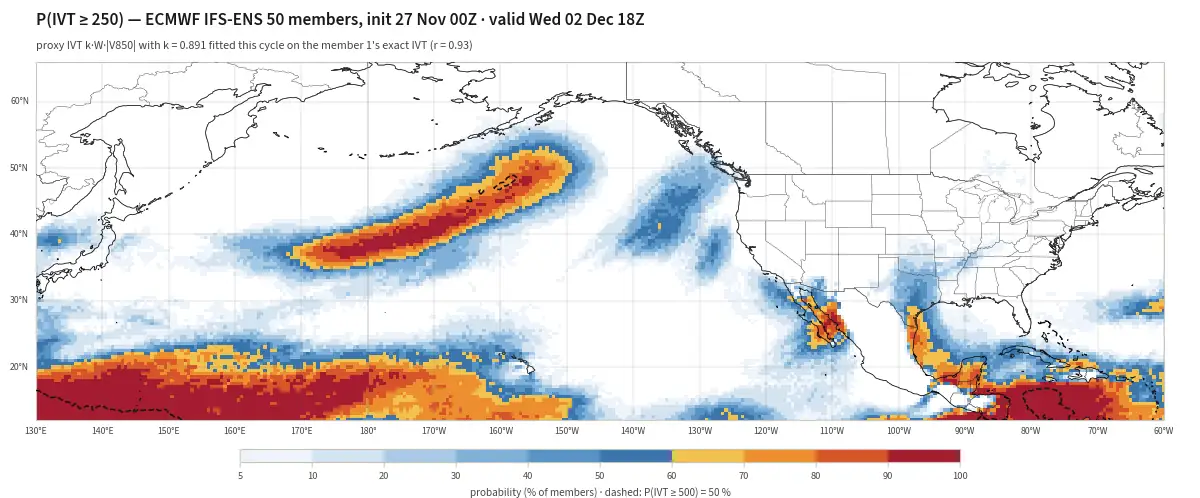 P(IVT ≥ 250) — ECMWF IFS-ENS 50 members, init 27 Nov 00Z · valid Wed 02 Dec 18Z
proxy IVT k·W·|V850| with k = 0.891 fitted this cycle on the member 1's exact IVT (r = 0.93)
60°N
50°N
40°N
30°N
20°N
130°E 140°E 150°E 160°E 170°E 180° 170°W 160°W 150°W 140°W 130°W 120°W 110°W 100°W 90°W 80°W 70°W 60°W
5 10 20 30 40 50 60 70 80 90 100
probability (% of members) · dashed: P(IVT ≥ 500) = 50 %